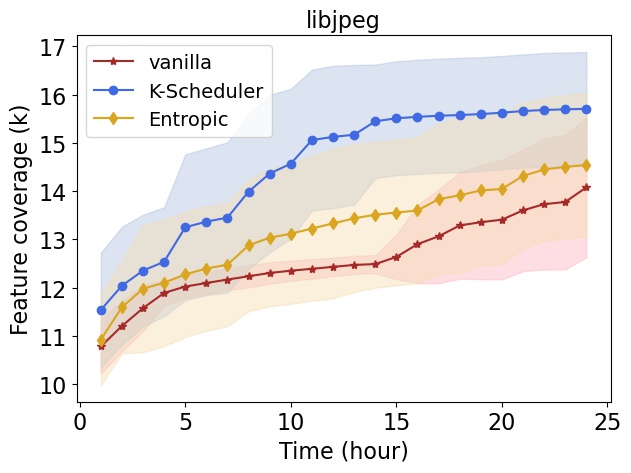 libjpeg
Feature coverage (k)
17
16
15
14
13
12
11
10
vanilla
K-Scheduler
Entropic
0 5 10 15 20 25
Time (hour)